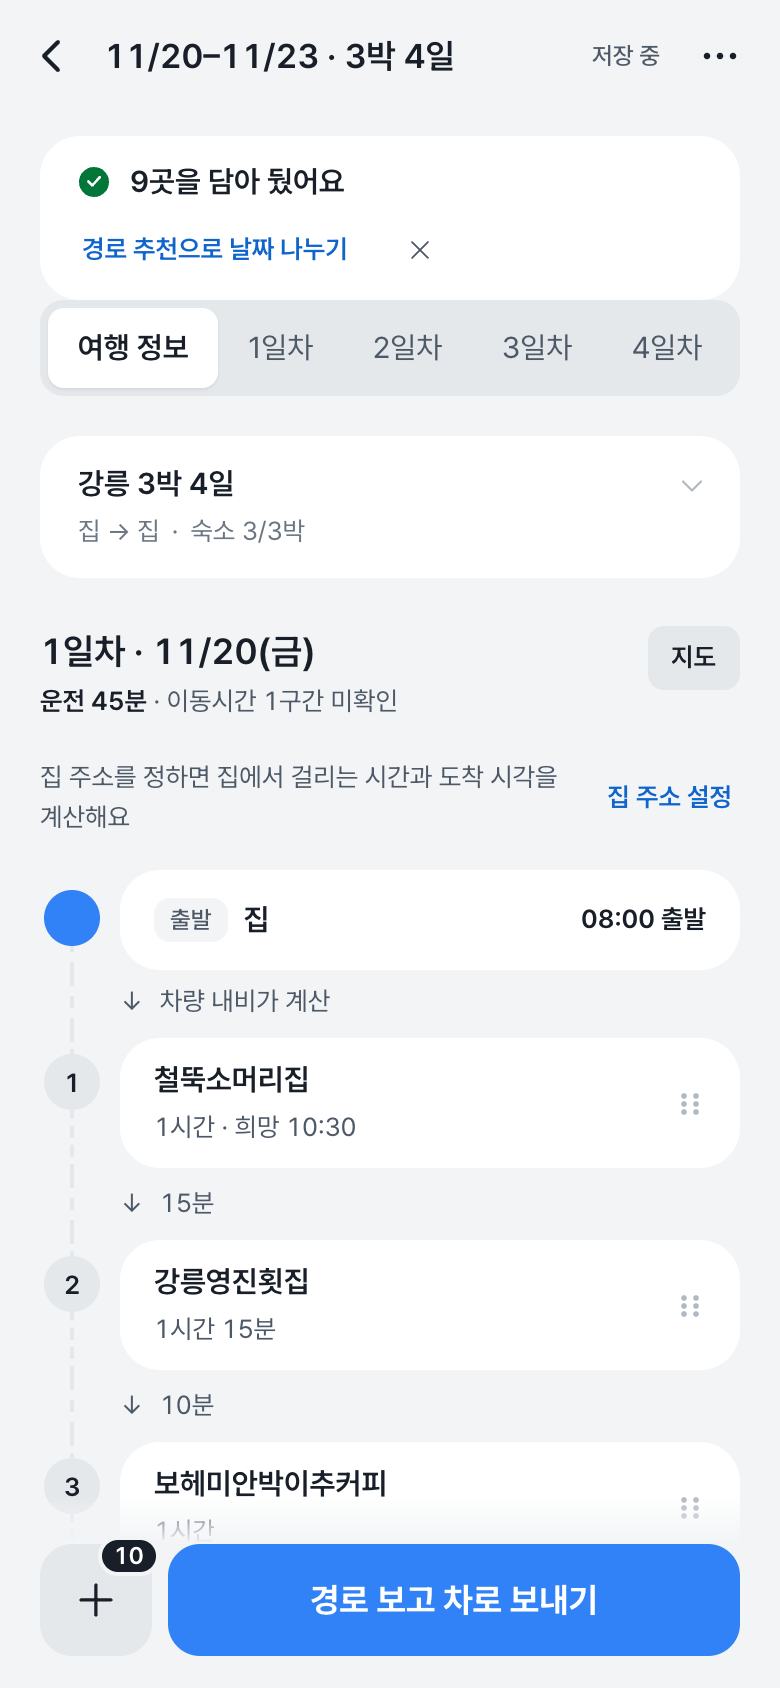 11/20–11/23 · 3박 4일
저장 중
9곳을 담아 뒀어요
경로 추천으로 날짜 나누기
여행 정보 1일차 2일차 3일차 4일차
강릉 3박 4일
집 → 집 · 숙소 3/3박
1일차 · 11/20(금)
지도
운전 45분 · 이동시간 1구간 미확인
집 주소를 정하면 집에서 걸리는 시간과 도착 시각을
계산해요
집 주소 설정
출발 집 08:00 출발
↓ 차량 내비가 계산
1 철뚝소머리집
1시간 · 희망 10:30
↓ 15분
2 강릉영진횟집
1시간 15분
↓ 10분
3 보헤미안박이추커피
1시간
10
경로 보고 차로 보내기